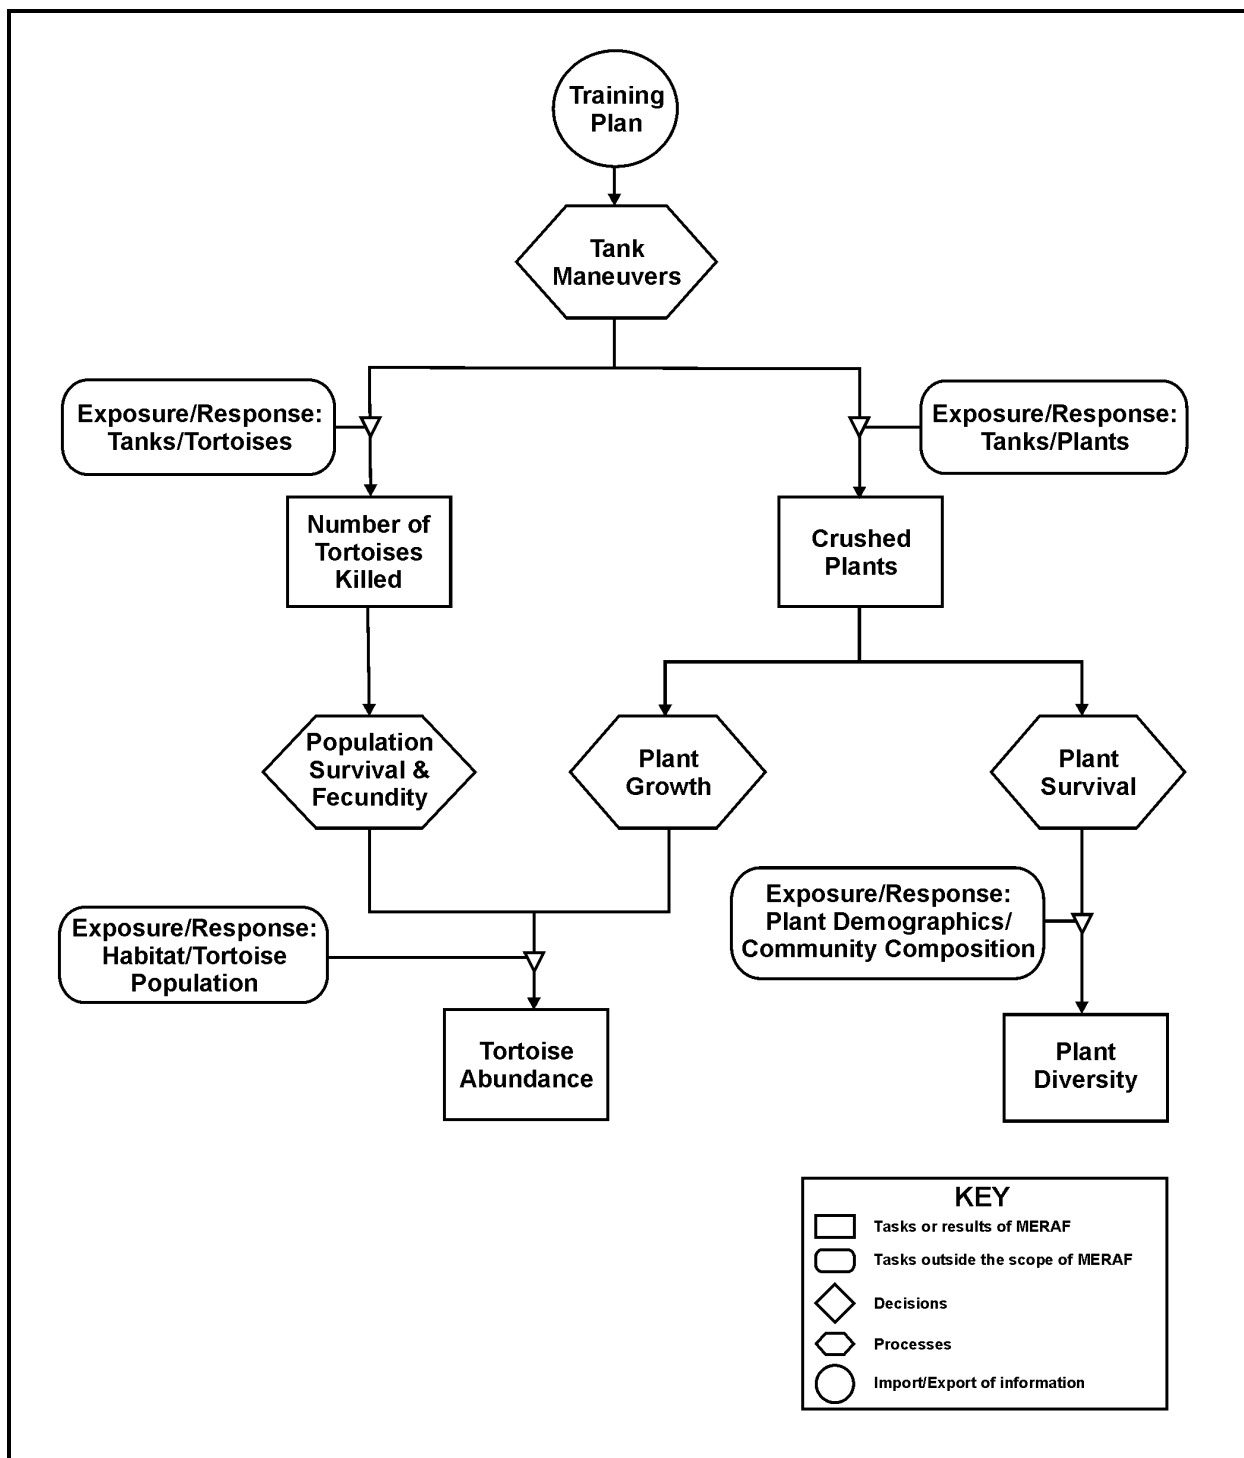 Training
Plan
Tank
Maneuvers
Exposure/Response:
Tanks/Tortoises
Exposure/Response:
Tanks/Plants
Number of
Tortoises
Killed
Crushed
Plants
Population
Survival &
Fecundity
Plant
Growth
Plant
Survival
Exposure/Response:
Habitat/Tortoise
Population
Exposure/Response:
Plant Demographics/
Community Composition
Tortoise
Abundance
Plant
Diversity
KEY
Tasks or results of MERAF
Tasks outside the scope of MERAF
Decisions
Processes
Import/Export of information